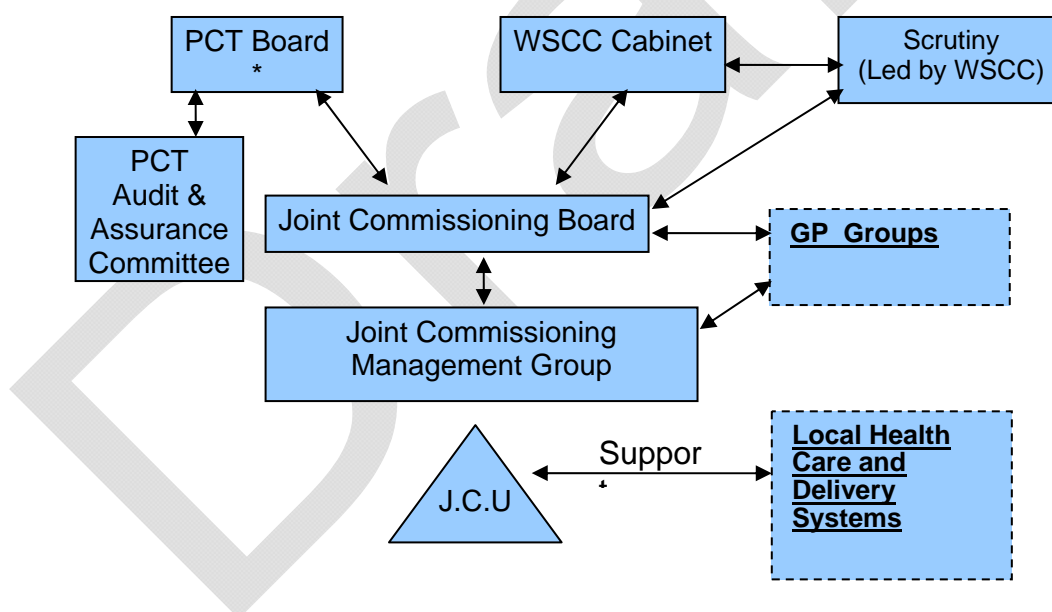 PCT Board
*
WSCC Cabinet
Scrutiny
(Led by WSCC)
PCT
Audit &
Assurance
Committee
Joint Commissioning Board
GP Groups
Joint Commissioning
Management Group
J.C.U
Suppor
Local Health
Care and
Delivery
Systems